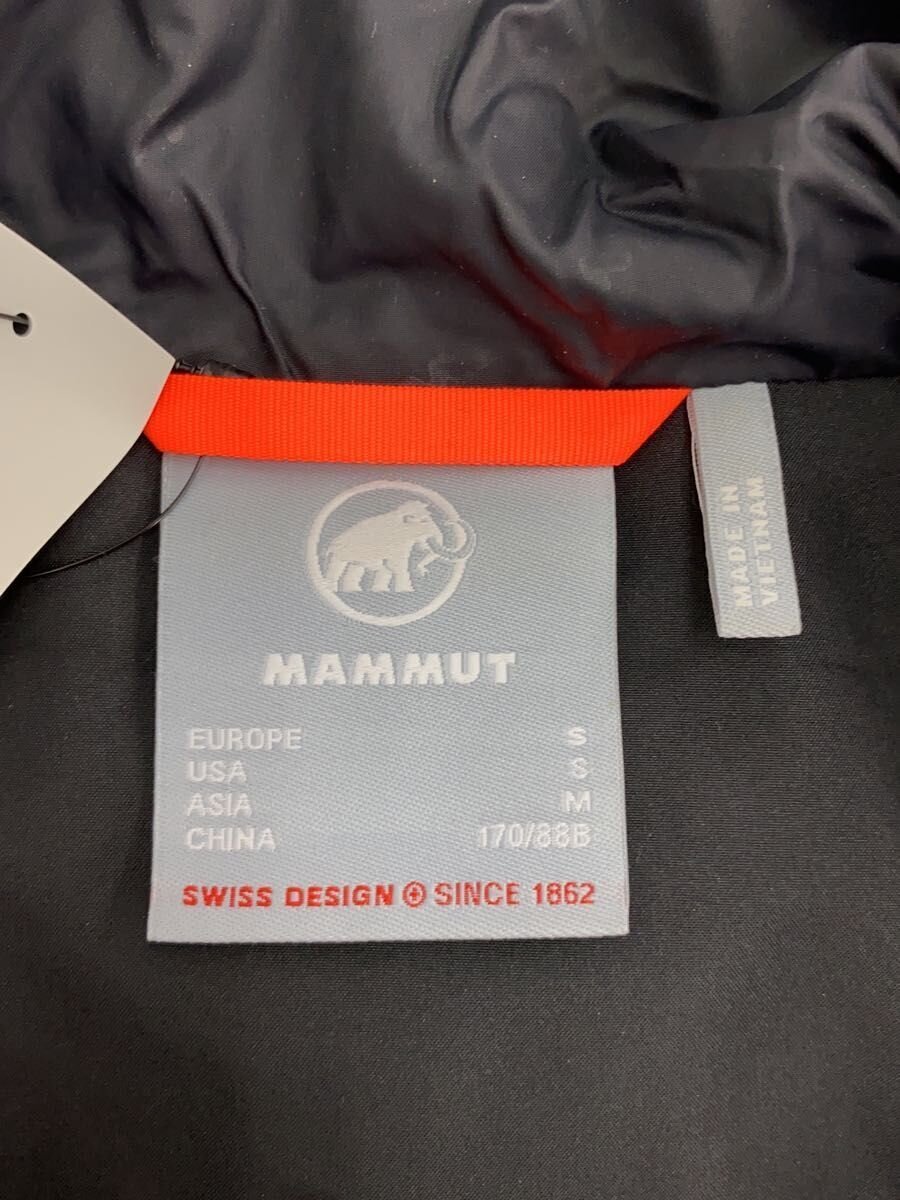 MAMMUT
EUROPE S
USA S
ASIA M
CHINA 170/88B
SWISS DESIGN SINCE 1862
MADE IN
VIETNAM